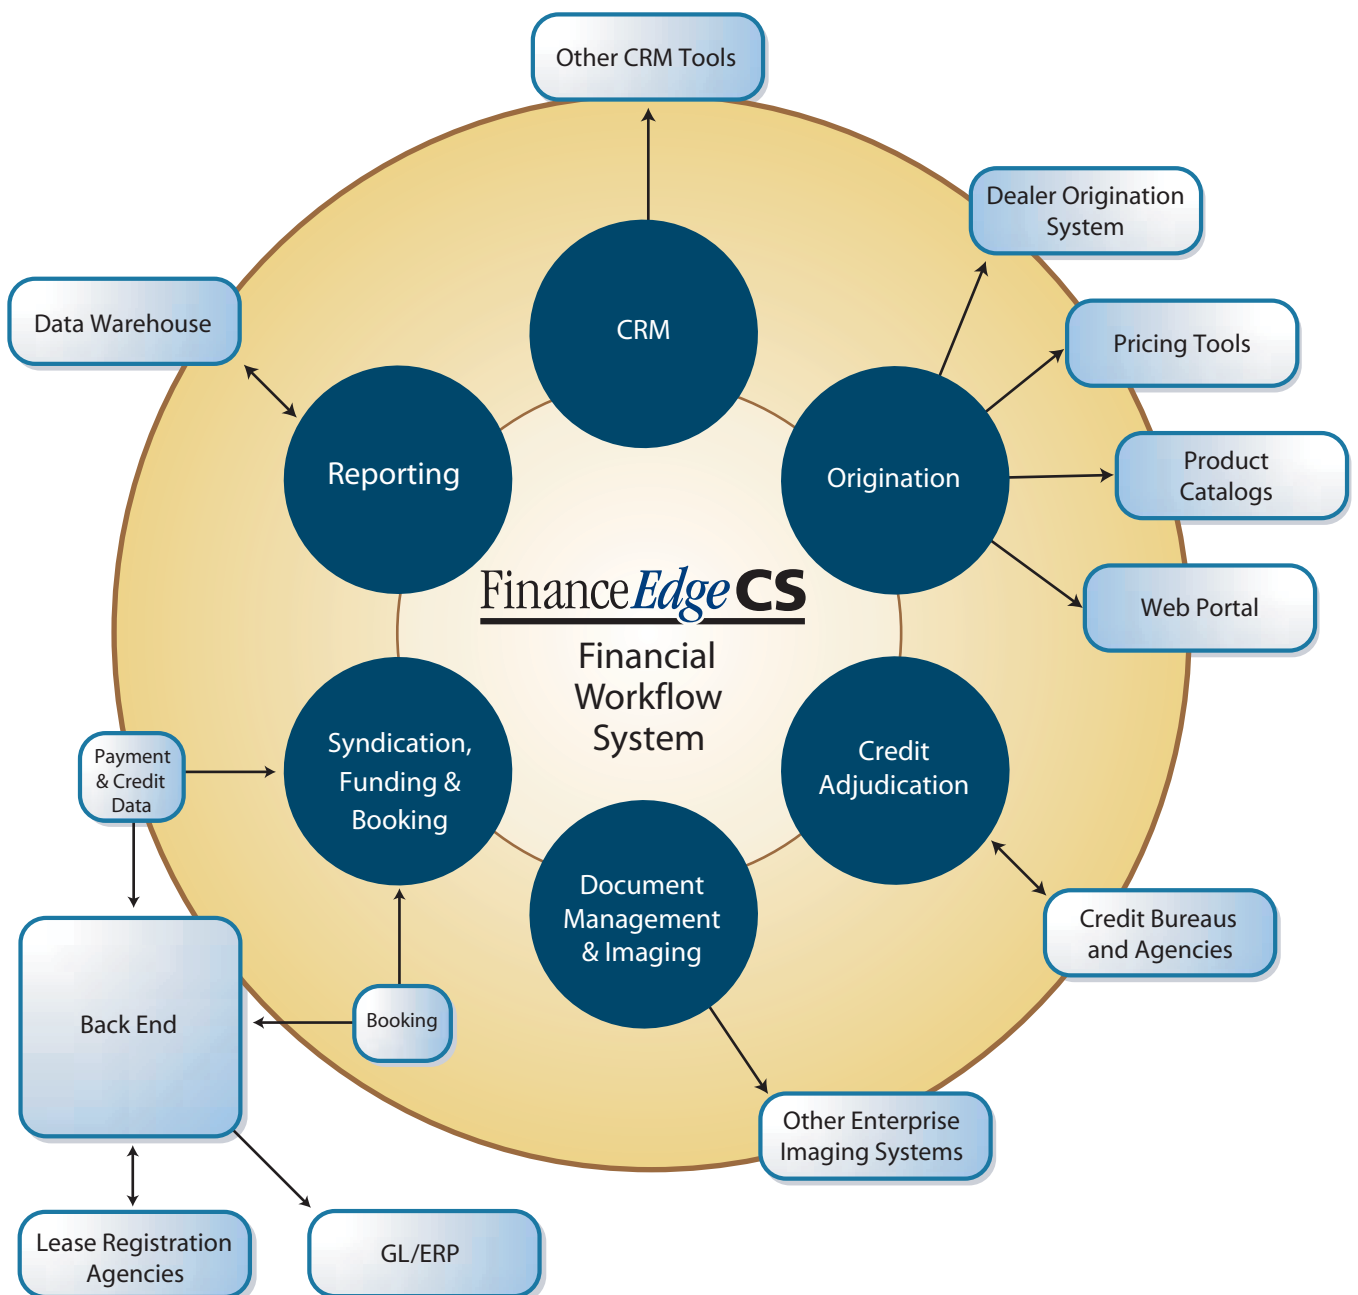 Other CRM Tools
Dealer Origination
System
Data Warehouse
CRM
Pricing Tools
Reporting
Origination
Product
Catalogs
FinanceEdge CS
Financial
Workflow
System
Web Portal
Payment
& Credit
Data
Syndication,
Funding &
Booking
Credit
Adjudication
Document
Management
& Imaging
Credit Bureaus
and Agencies
Back End
Booking
Other Enterprise
Imaging Systems
Lease Registration
Agencies
GL/ERP